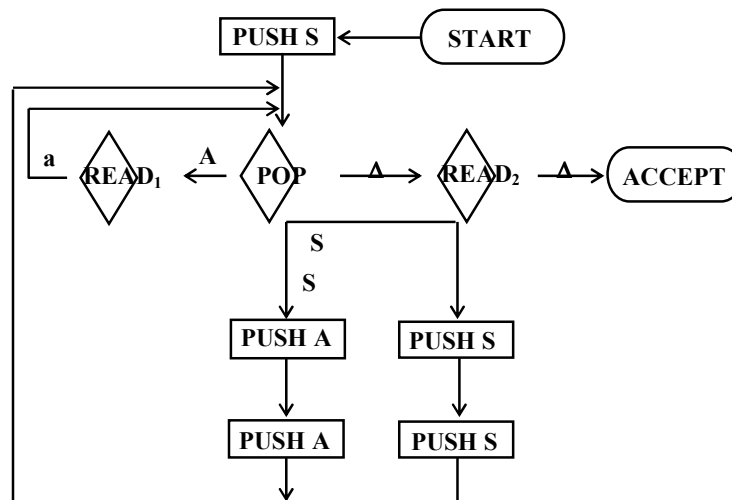 PUSH S
START
a
READ₁
A
POP
Δ
READ₂
Δ
ACCEPT
S
S
PUSH A
PUSH S
PUSH A
PUSH S